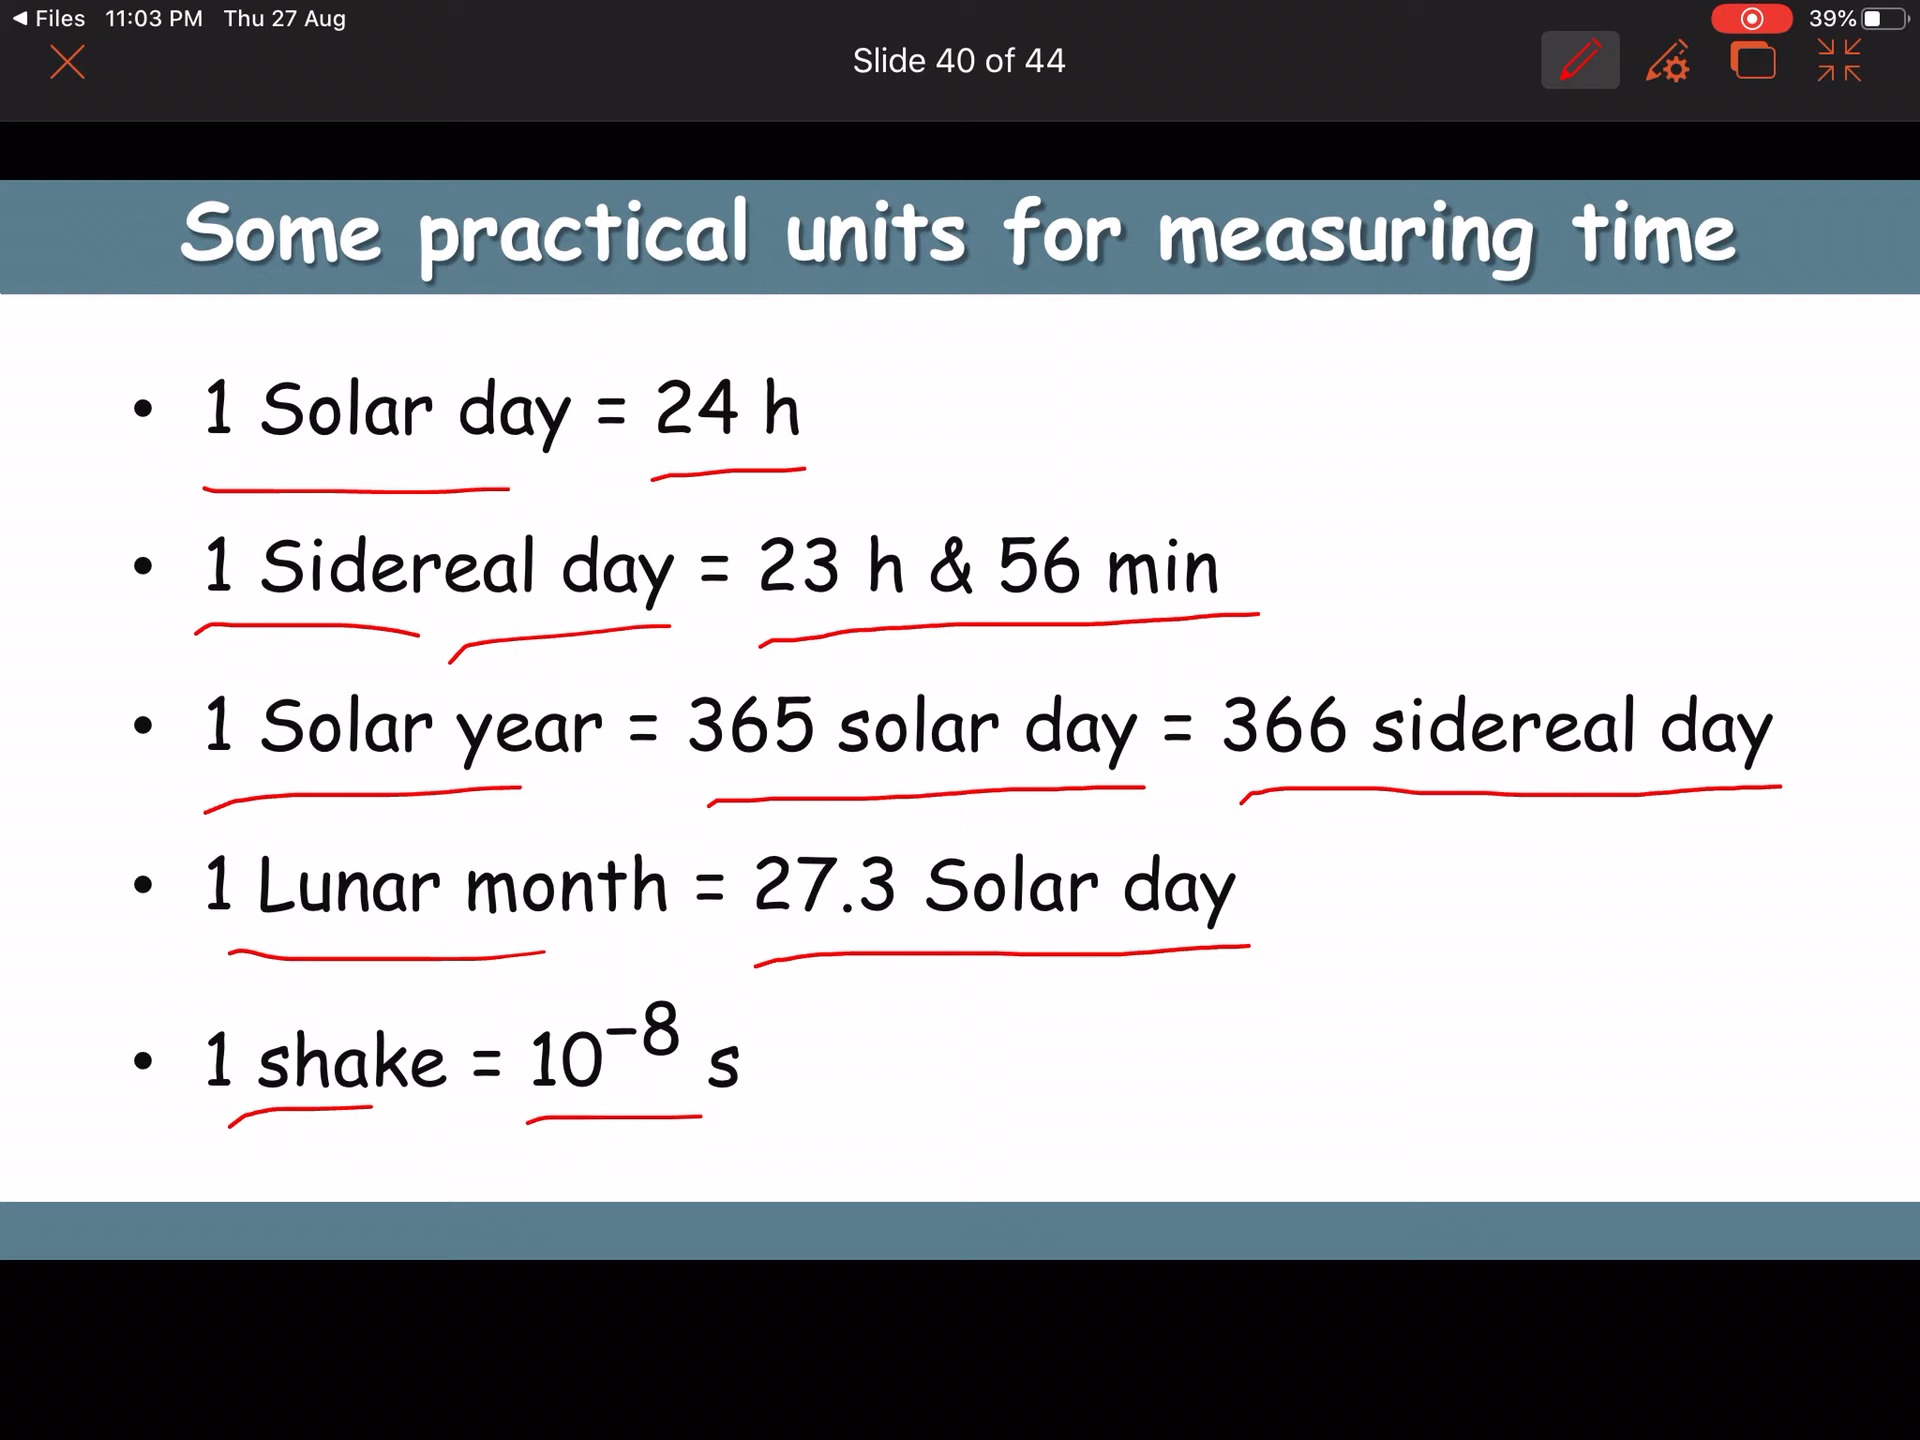 ◀ Files 11:03 PM Thu 27 Aug 39%
Slide 40 of 44
Some practical units for measuring time
• 1 Solar day = 24 h
• 1 Sidereal day = 23 h & 56 min
• 1 Solar year = 365 solar day = 366 sidereal day
• 1 Lunar month = 27.3 Solar day
• 1 shake = 10⁻⁸ s